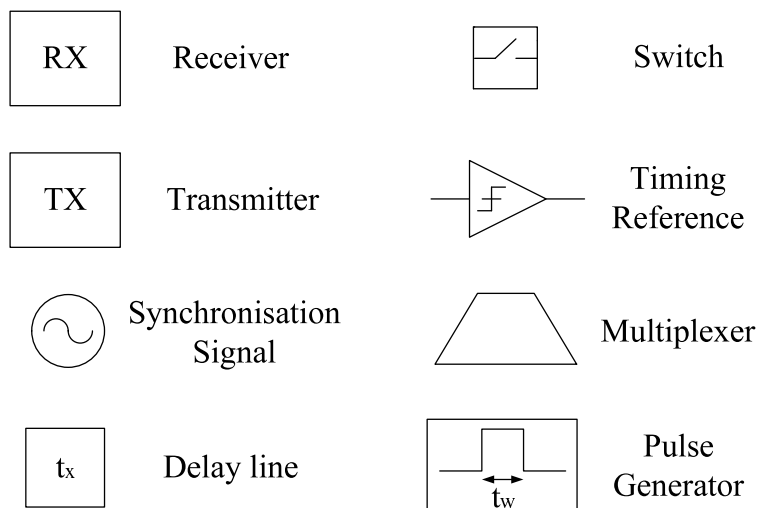 RX Receiver
Switch
TX Transmitter
Timing
Reference
Synchronisation
Signal
Multiplexer
tx Delay line
tw
Pulse
Generator